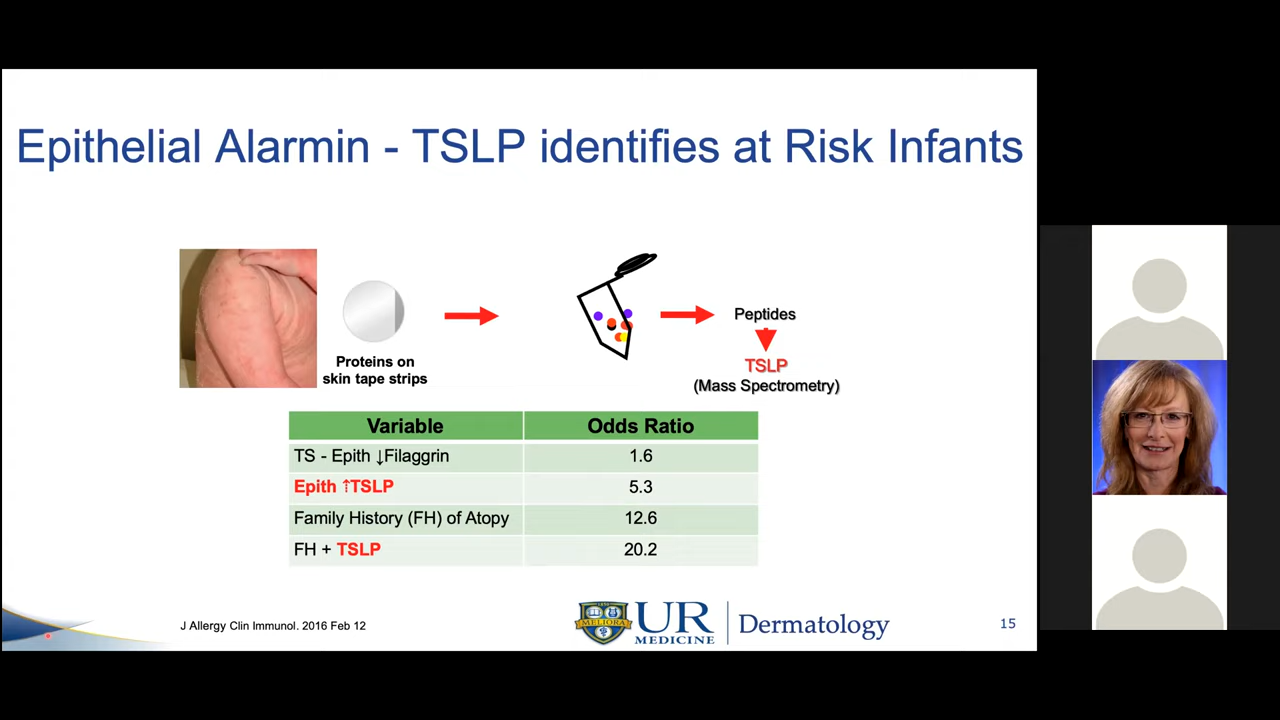 Epithelial Alarmin - TSLP identifies at Risk Infants
Proteins on
skin tape strips
Peptides
TSLP
(Mass Spectrometry)
Variable Odds Ratio
TS - Epith ↓Filaggrin 1.6
Epith ⇡TSLP 5.3
Family History (FH) of Atopy 12.6
FH + TSLP 20.2
J Allergy Clin Immunol. 2016 Feb 12
MELIORA
UR
MEDICINE
Dermatology
15